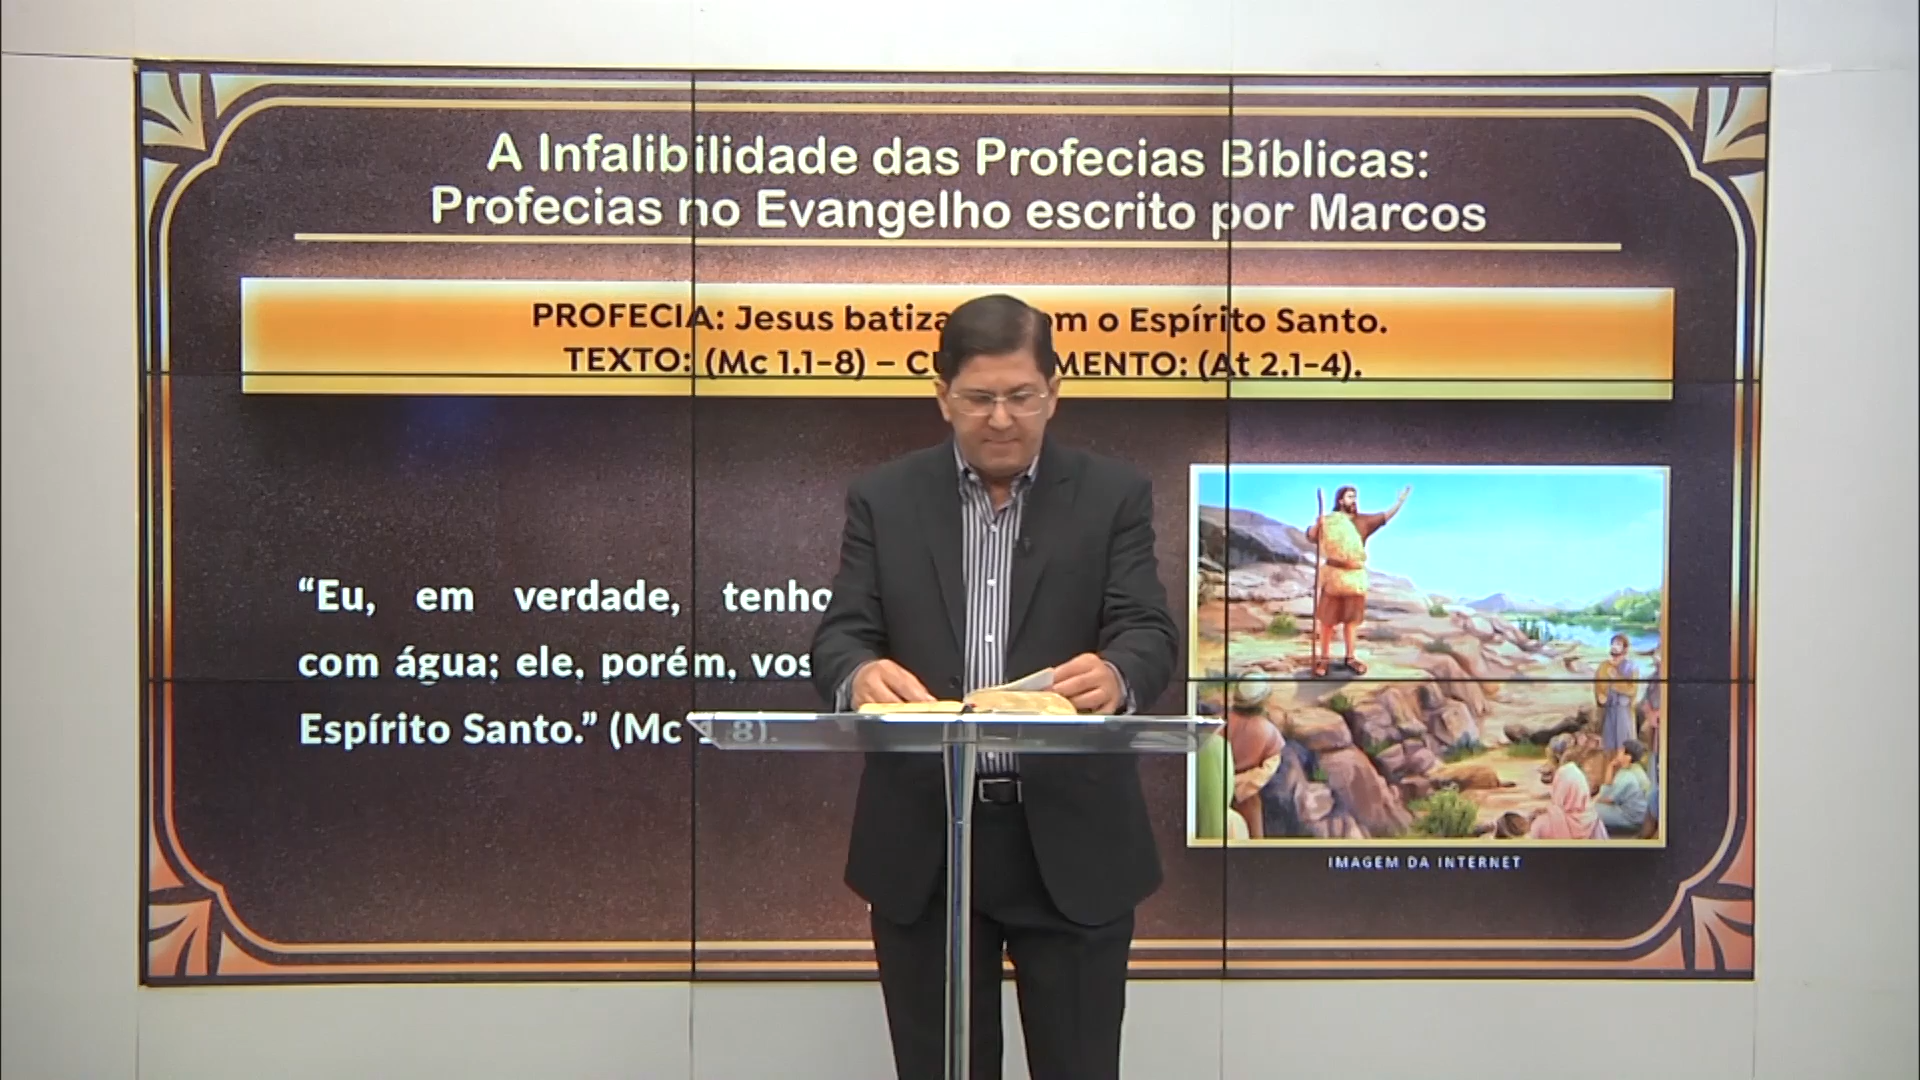 A Infalibilidade das Profecias Bíblicas:
Profecias no Evangelho escrito por Marcos
PROFECIA: Jesus batiza m o Espírito Santo.
TEXTO: (Mc 1.1-8) – CU MENTO: (At 2.1-4).
“Eu, em verdade, tenho
com água; ele, porém, vos
Espírito Santo.” (Mc 1.8).
IMAGEM DA INTERNET